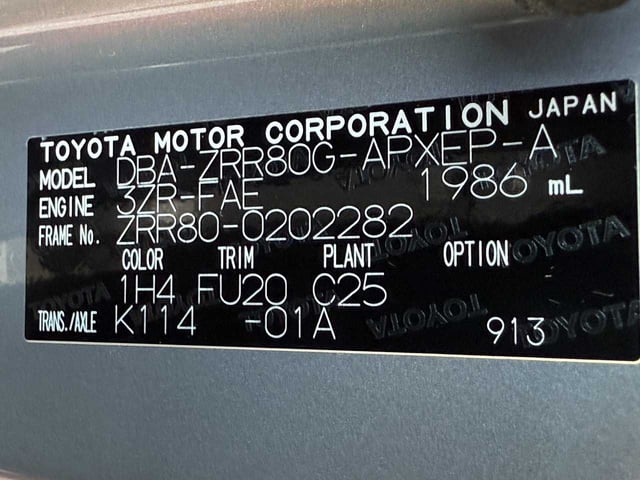 TOYOTA MOTOR CORPORATION JAPAN
MODEL DBA-ZRR80G-APXEP-A
ENGINE 3ZR-FAE 1986 mL
FRAME No. ZRR80-0202282
COLOR TRIM PLANT OPTION
1H4 FU20 C25
TRANS./AXLE K114 -01A 913